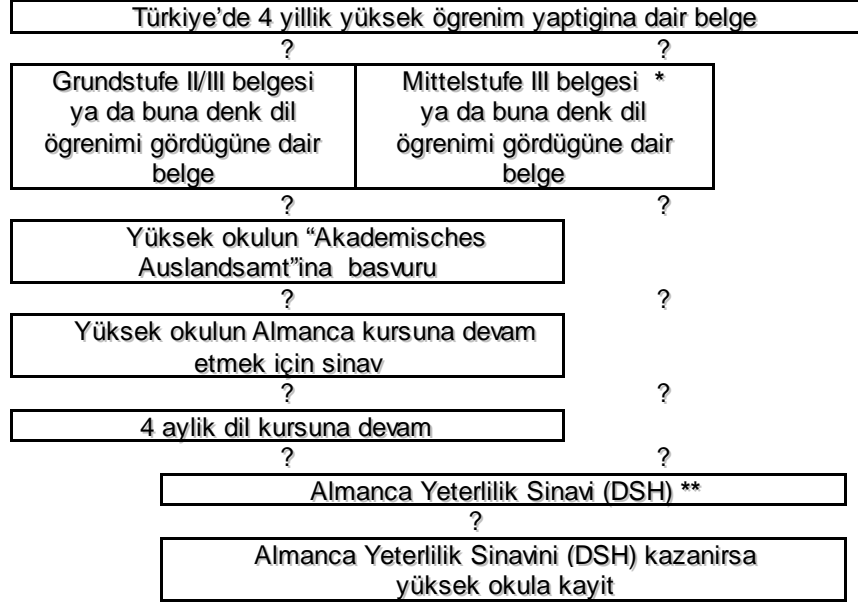 Türkiye'de 4 yillik yüksek ögrenim yaptigina dair belge
? ?
Grundstufe II/III belgesi
ya da buna denk dil
ögrenimi gördügüne dair
belge
Mittelstufe III belgesi *
ya da buna denk dil
ögrenimi gördügüne dair
belge
? ?
Yüksek okulun “Akademisches
Auslandsamt”ina basvuru
? ?
Yüksek okulun Almanca kursuna devam
etmek için sinav
? ?
4 aylik dil kursuna devam
? ?
Almanca Yeterlilik Sinavi (DSH) **
?
Almanca Yeterlilik Sinavini (DSH) kazanirsa
yüksek okula kayit